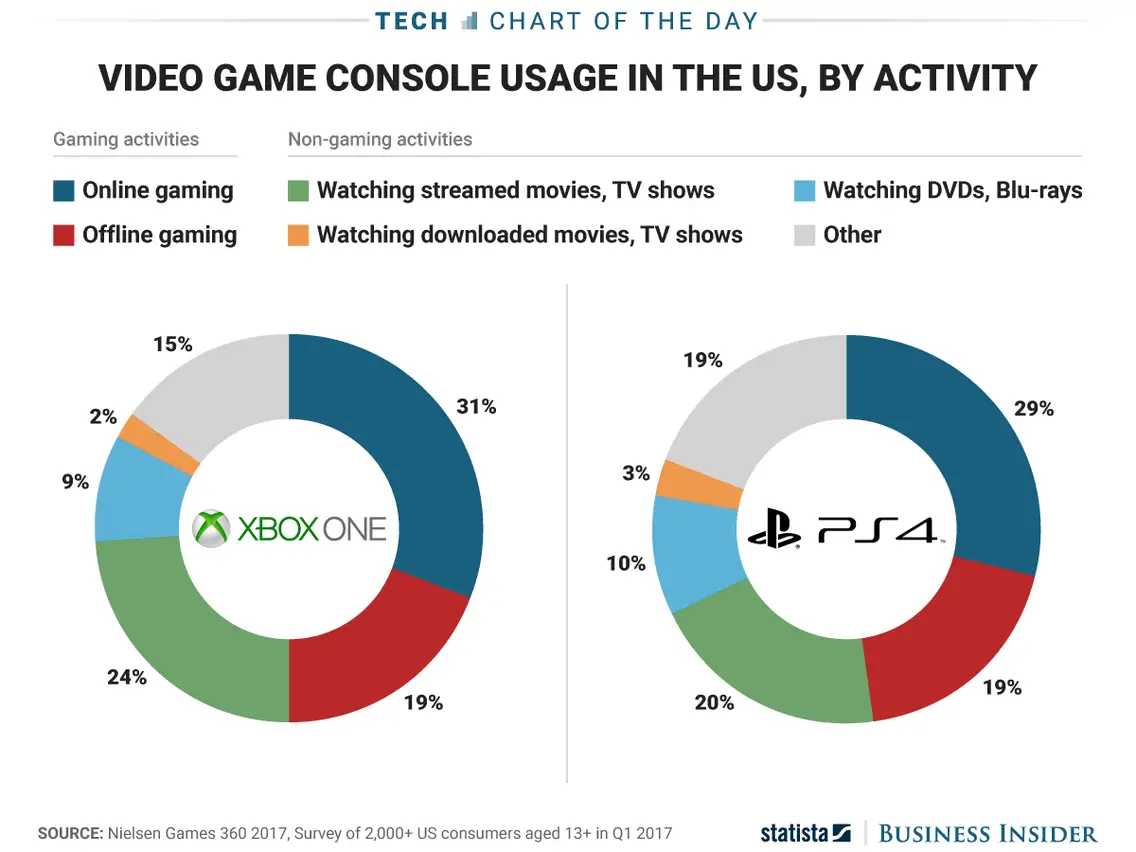 TECH CHART OF THE DAY
VIDEO GAME CONSOLE USAGE IN THE US, BY ACTIVITY
Gaming activities
Non-gaming activities
Online gaming
Watching streamed movies, TV shows
Watching DVDs, Blu-rays
Offline gaming
Watching downloaded movies, TV shows
Other
15%
31%
2%
9%
XBOX ONE
24%
19%
19%
29%
3%
PS4™
10%
20%
19%
SOURCE: Nielsen Games 360 2017, Survey of 2,000+ US consumers aged 13+ in Q1 2017
statista
BUSINESS INSIDER